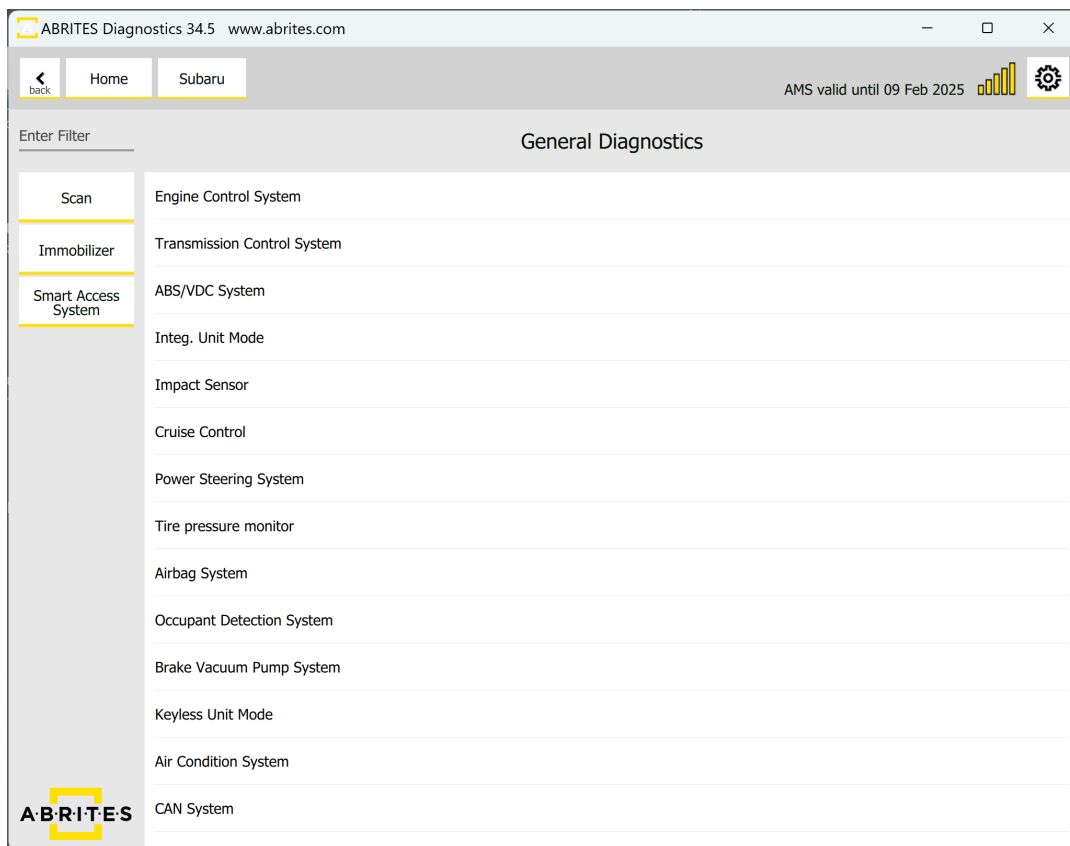 ABRITES Diagnostics 34.5 www.abrites.com
back
Home
Subaru
AMS valid until 09 Feb 2025
Enter Filter
General Diagnostics
Scan
Immobilizer
Smart Access
System
Engine Control System
Transmission Control System
ABS/VDC System
Integ. Unit Mode
Impact Sensor
Cruise Control
Power Steering System
Tire pressure monitor
Airbag System
Occupant Detection System
Brake Vacuum Pump System
Keyless Unit Mode
Air Condition System
CAN System
A·B·R·I·T·E·S